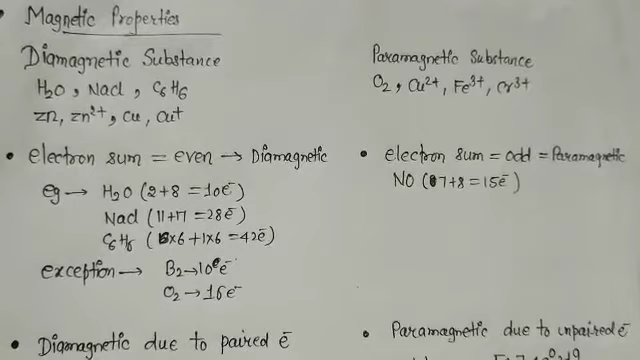 Magnetic Properties
Diamagnetic Substance
H2O, Nacl, C6H6
Zn, Zn2+, Cu, Cu+
Paramagnetic Substance
O2, Cu2+, Fe3+, Cr3+
• electron sum = even → Diamagnetic
eg → H2O (2+8 = 10e-)
Nacl (11+17 = 28e-)
C6H6 (6×6+1×6 = 42e-)
exception → B2 → 10e-
O2 → 16e-
• electron sum = odd = Paramagnetic
NO (7+8 = 15e-)
• Diamagnetic due to paired e-
• Paramagnetic due to unpaired e-